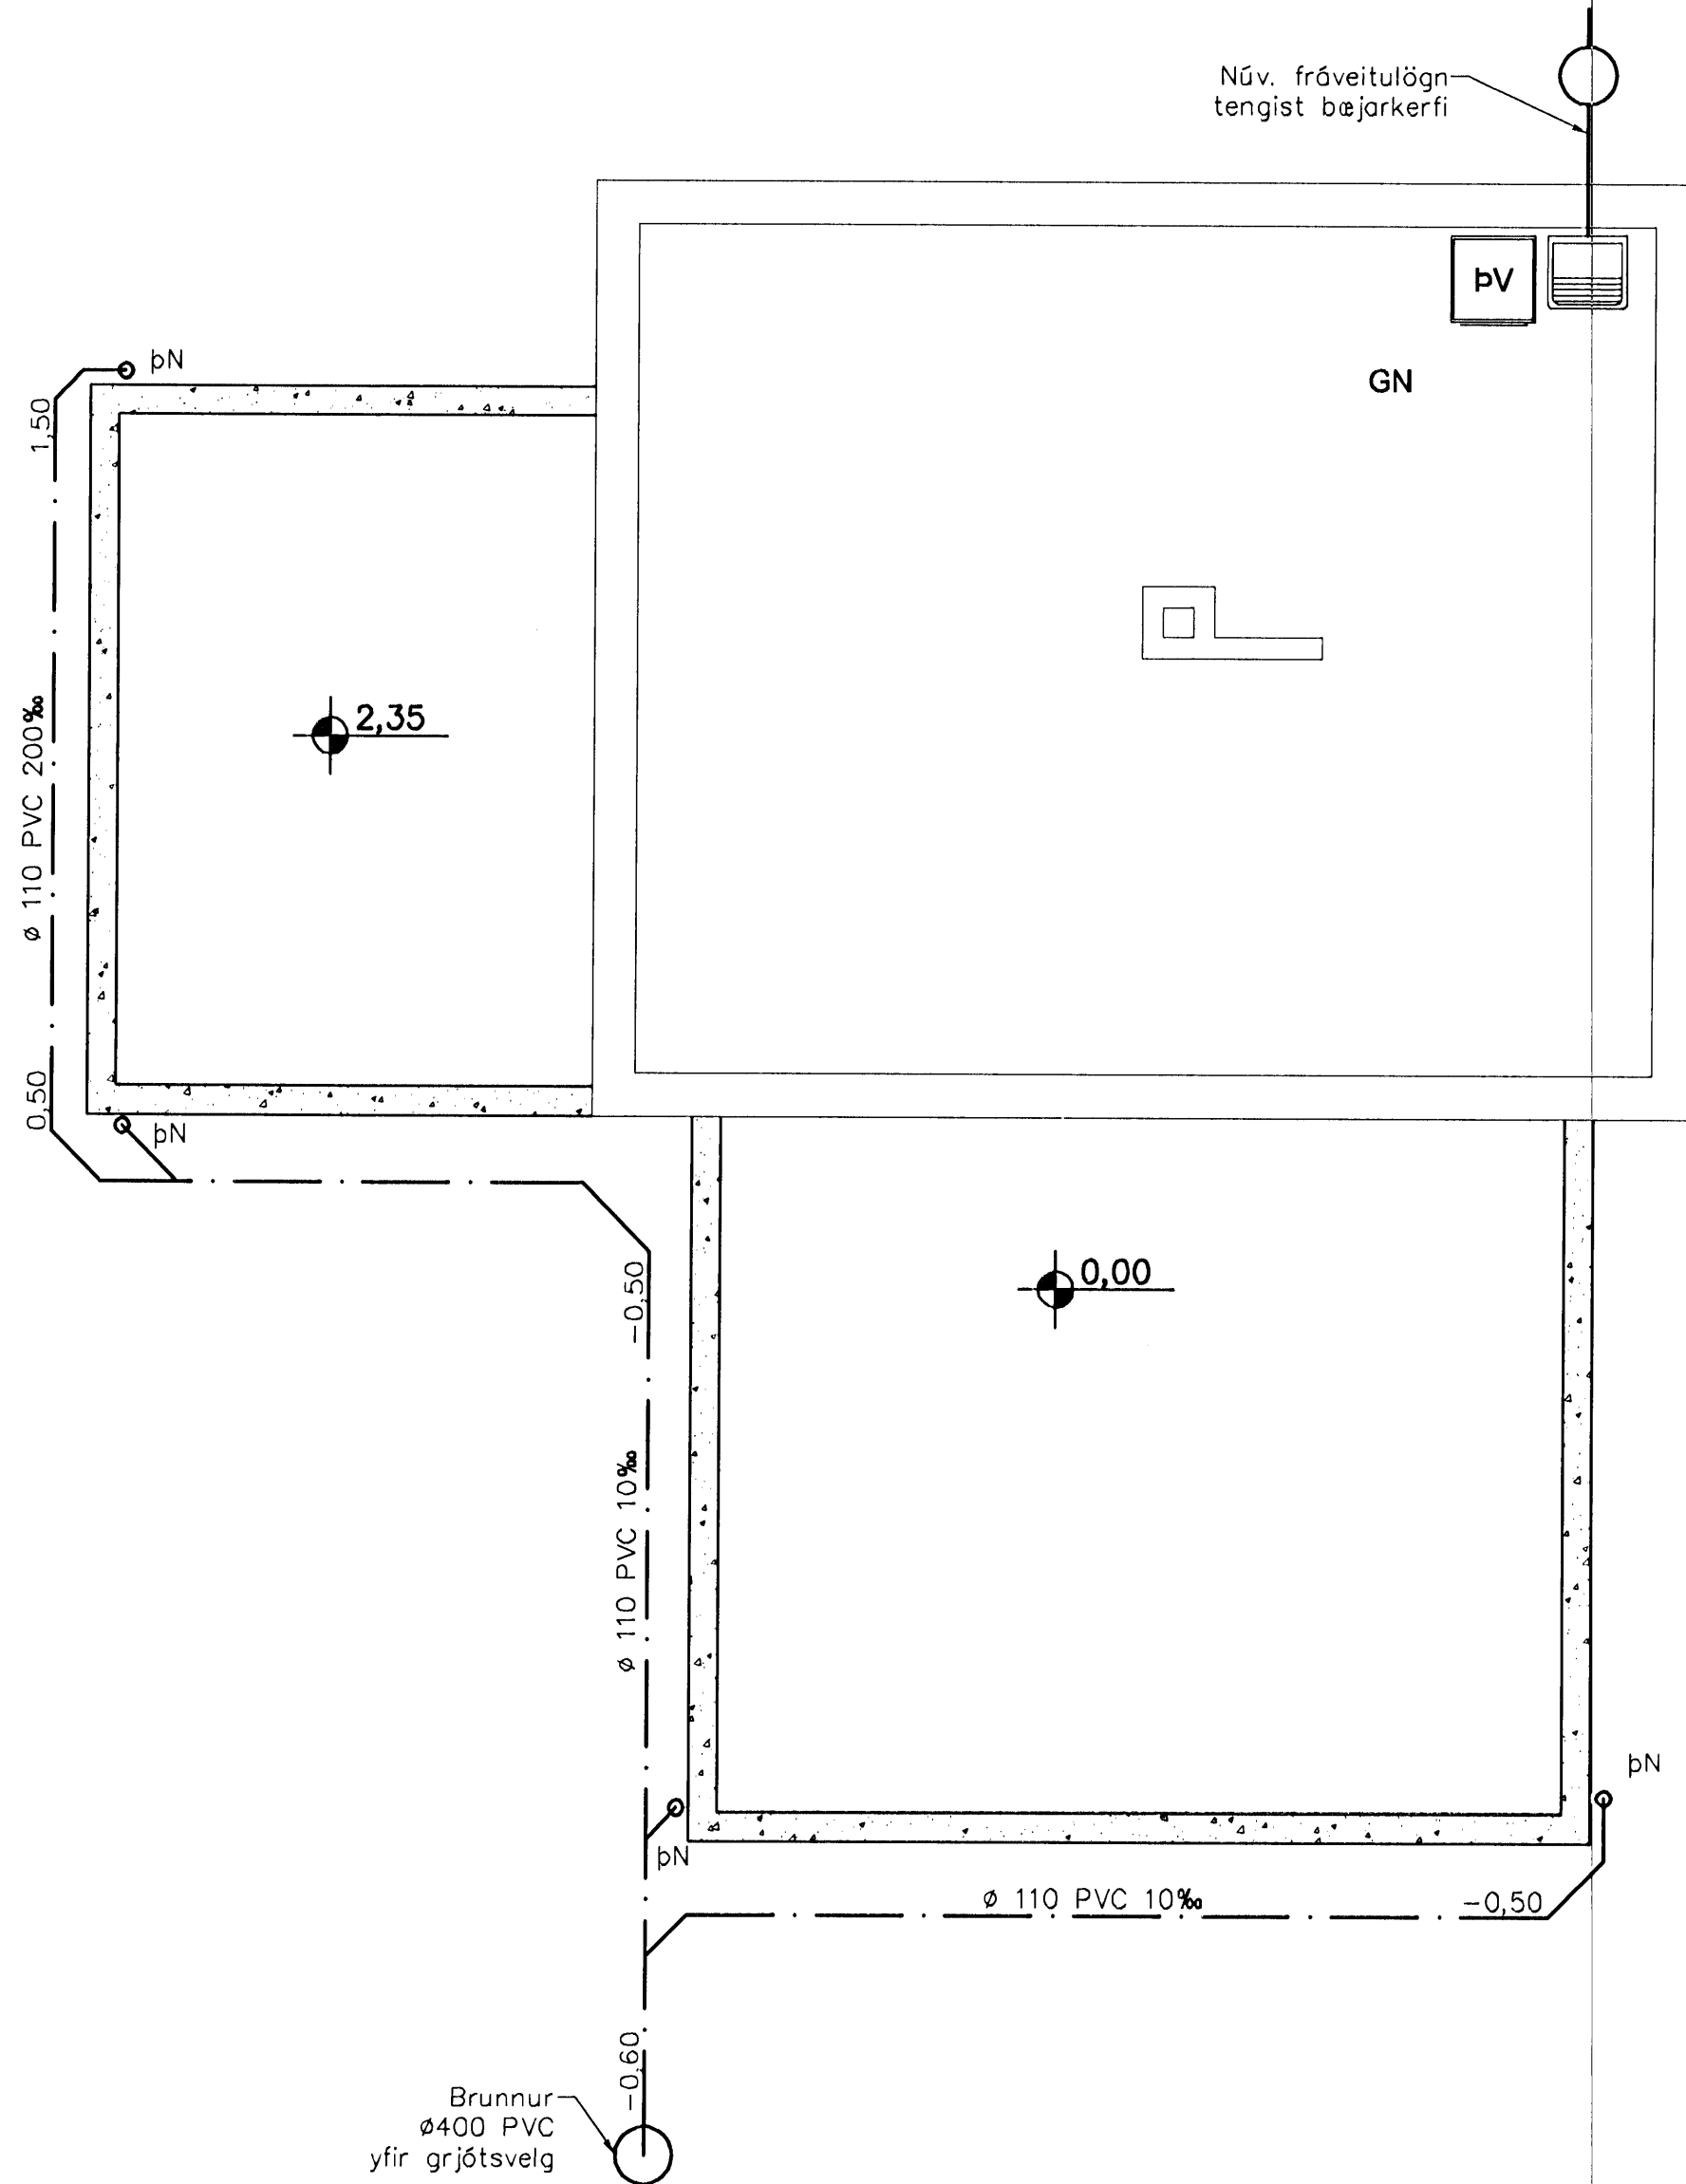 Núv. fráveitulögn
tengist bæjarkerfi
ÞV
GN
þN
1,50
2,35
ø 110 PVC 200‰
0,50
þN
-0,50
0,00
ø 110 PVC 10‰
þN
þN
ø 110 PVC 10‰
-0,50
-0,60
Brunnur
ø400 PVC
yfir grjótsvelg